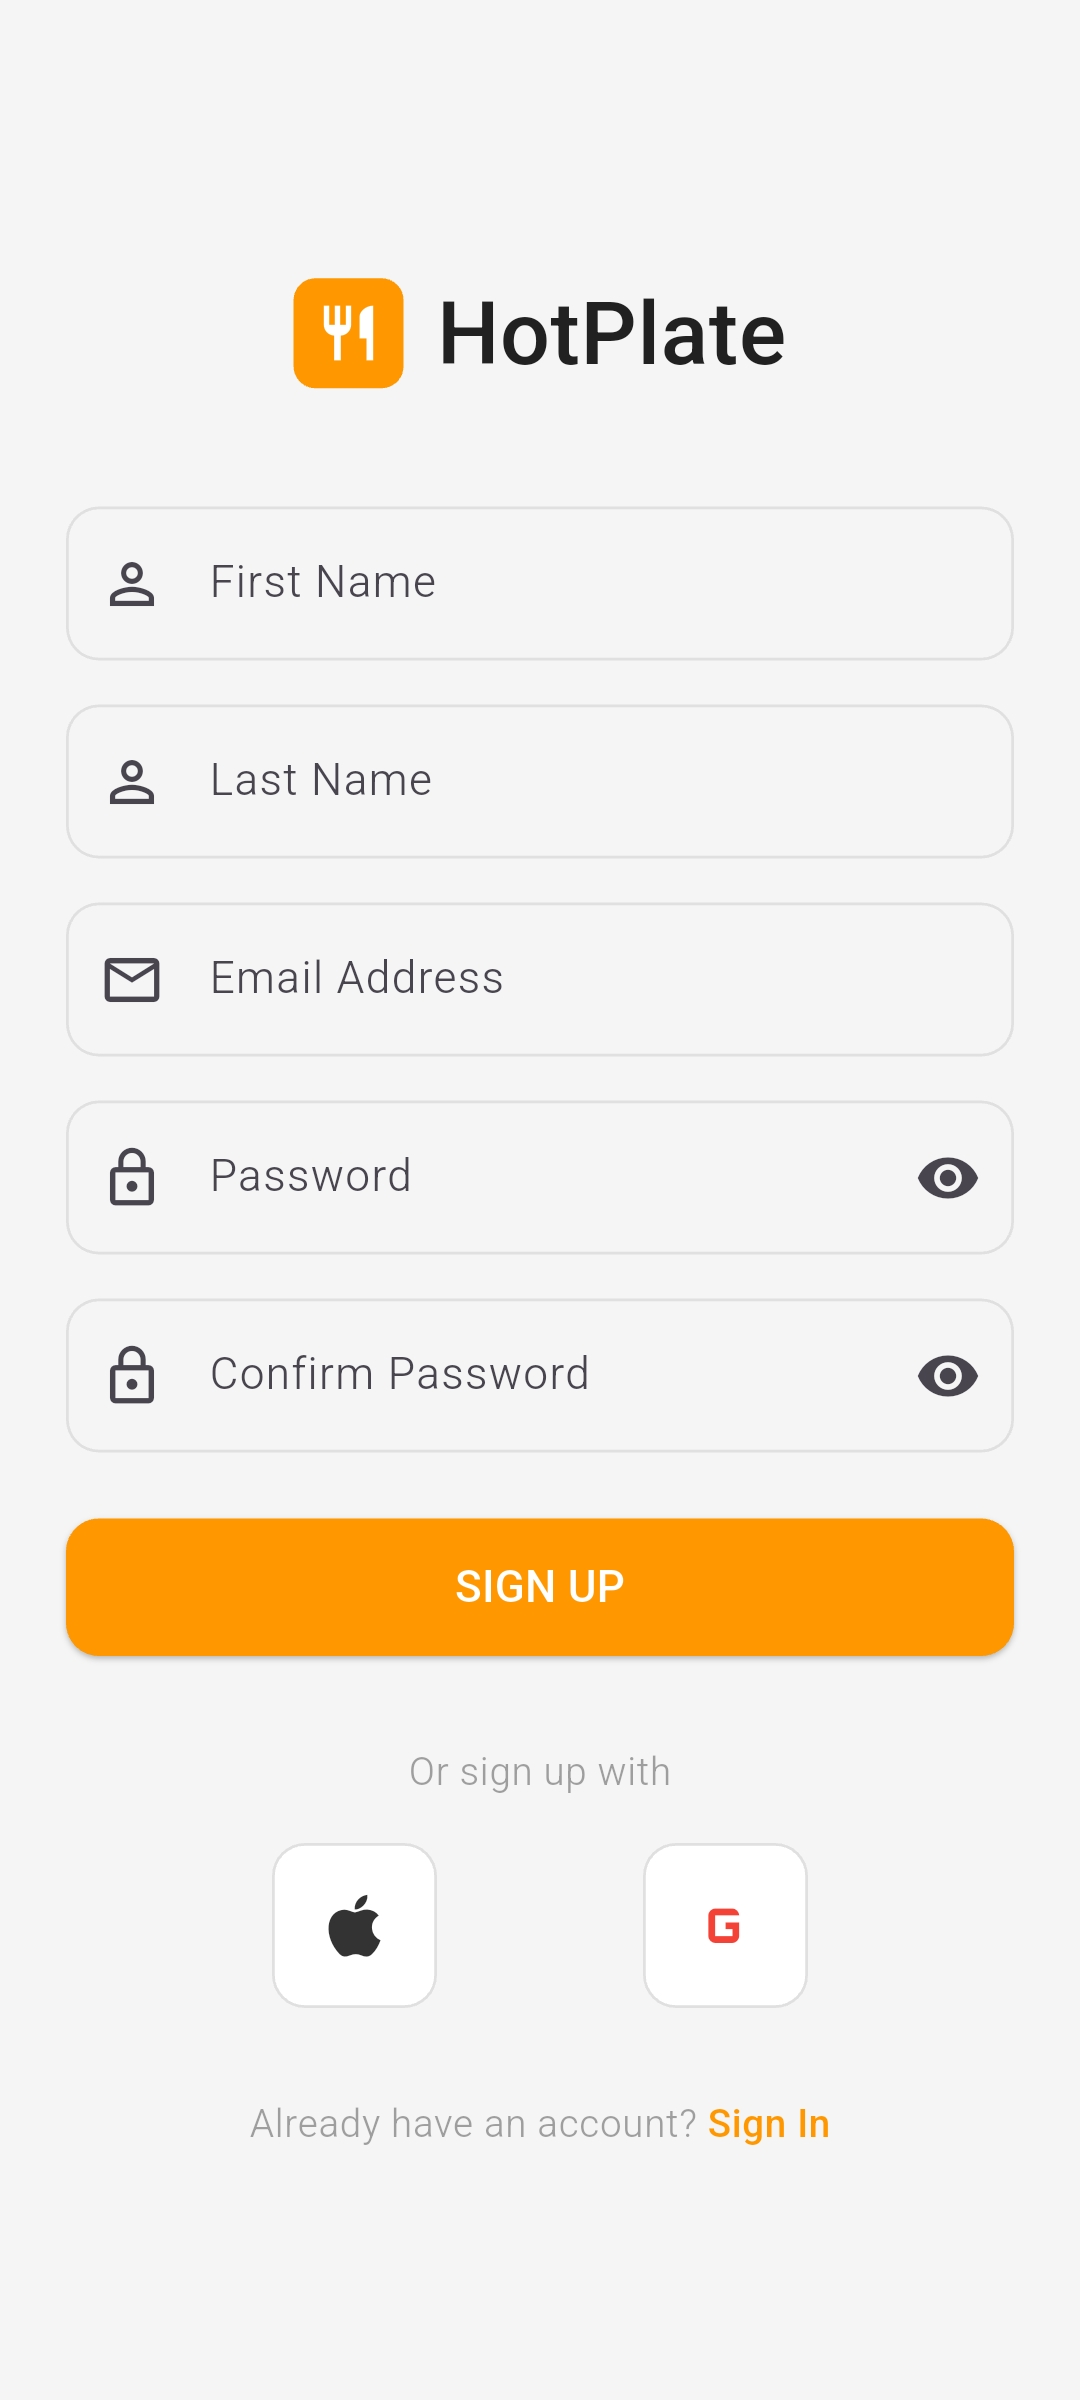 HotPlate
First Name
Last Name
Email Address
Password
Confirm Password
SIGN UP
Or sign up with
G
Already have an account? Sign In